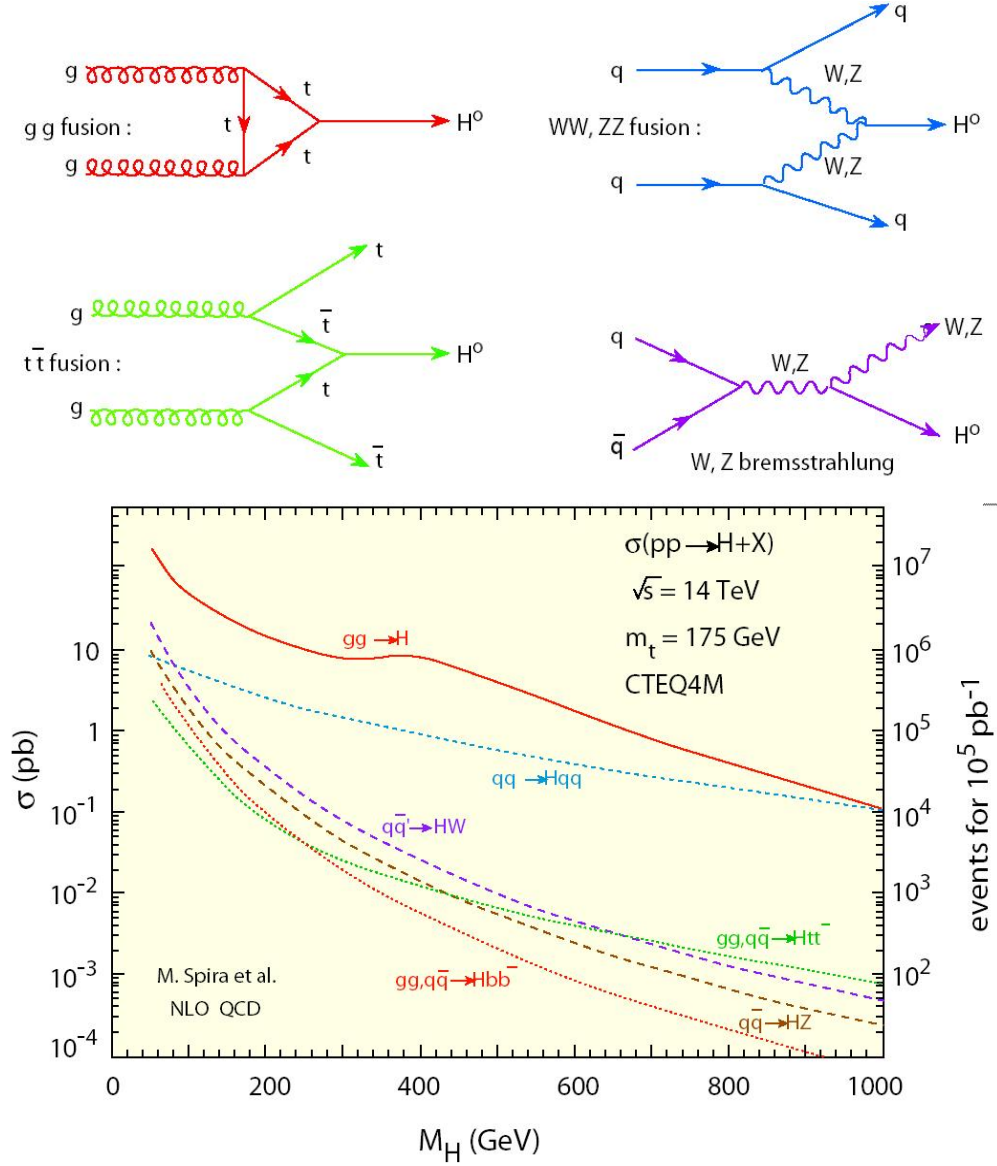 g
t
t
g g fusion :
H⁰
g
t
q
q
W,Z
WW, ZZ fusion :
H⁰
W,Z
q
q
t
g
t̄
t t̄ fusion :
H⁰
t
g
t̄
q
W,Z
W,Z
q̄
H⁰
W, Z bremsstrahlung
σ(pp→H+X)
√s = 14 TeV
m_t = 175 GeV
CTEQ4M
gg→H
qq→Hqq
qq̄'→HW
gg,qq̄→Htt̄
gg,qq̄→Hbb̄
qq̄→HZ
M. Spira et al.
NLO QCD
σ (pb)
10
1
10⁻¹
10⁻²
10⁻³
10⁻⁴
events for 10⁵ pb⁻¹
10⁷
10⁶
10⁵
10⁴
10³
10²
0 200 400 600 800 1000
M_H (GeV)